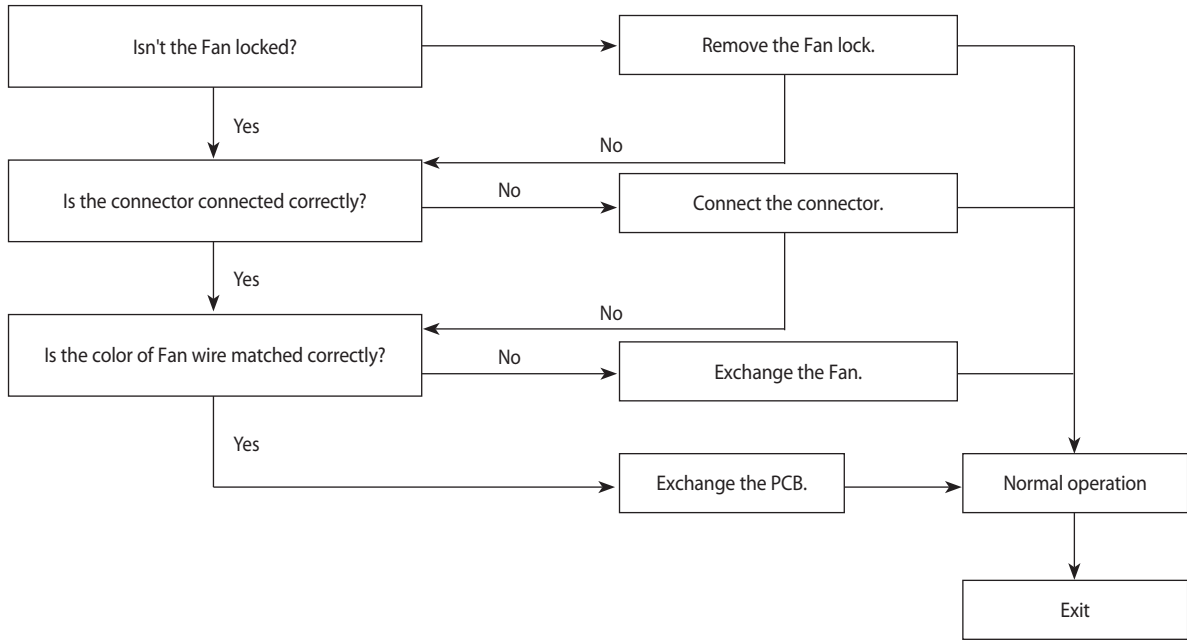 Isn't the Fan locked?
Remove the Fan lock.
Yes
No
Is the connector connected correctly?
No
Connect the connector.
Yes
No
Is the color of Fan wire matched correctly?
No
Exchange the Fan.
Yes
Exchange the PCB.
Normal operation
Exit